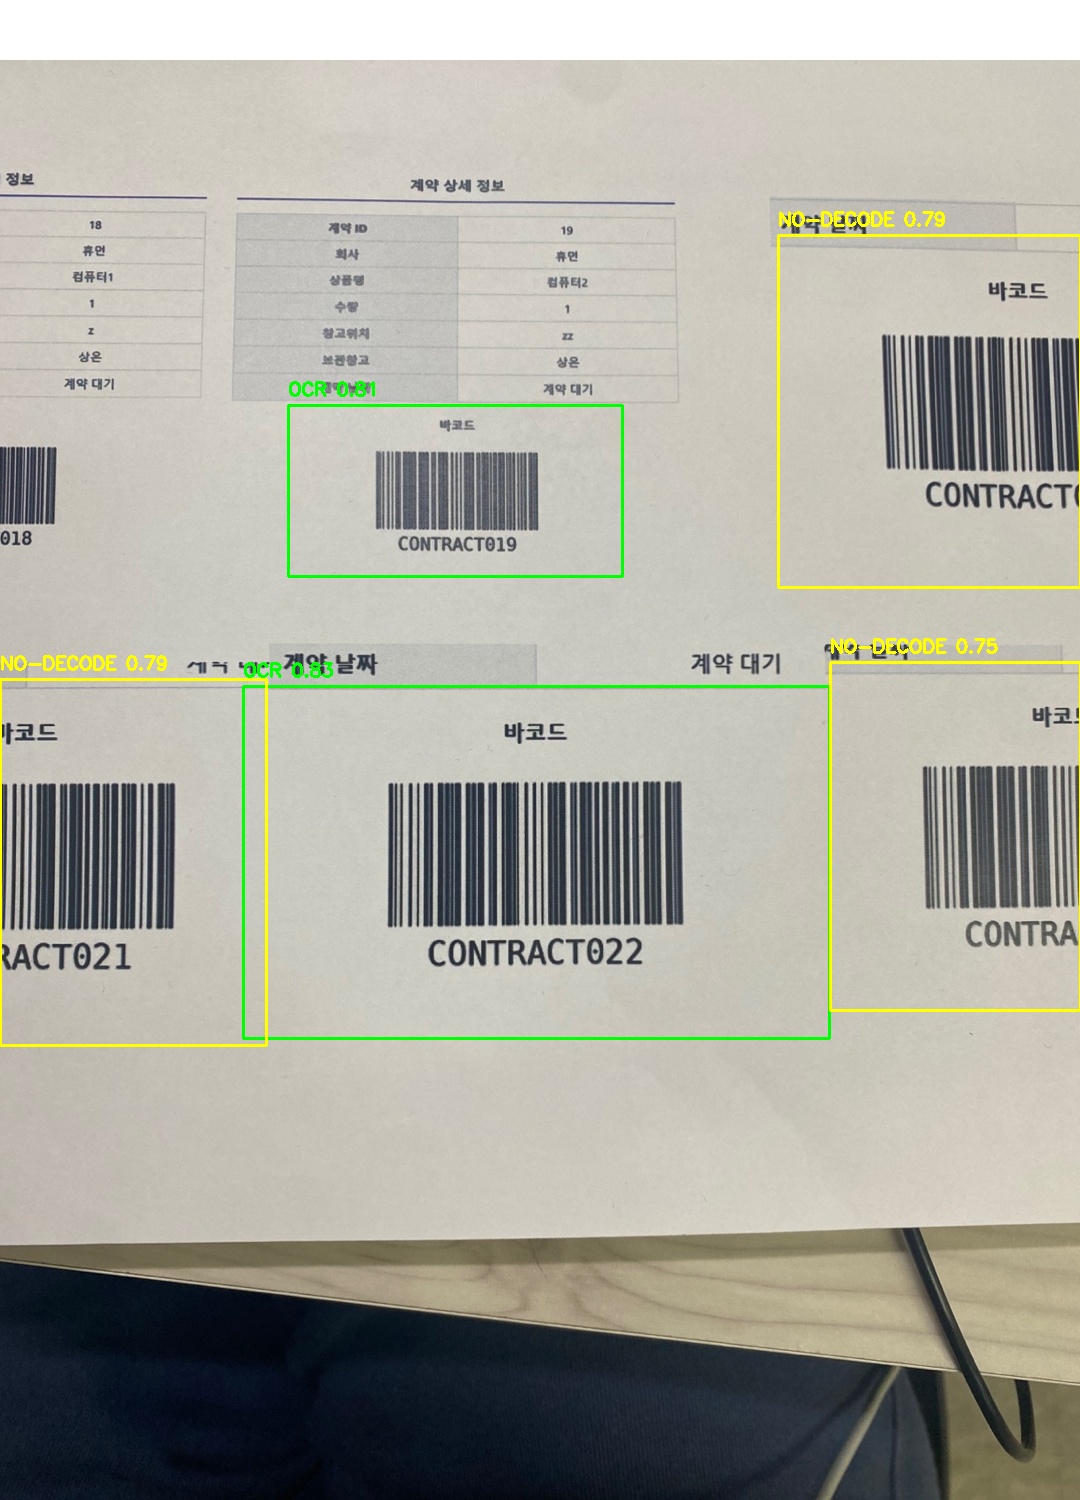 정보
18
휴먼
컴퓨터1
1
z
상온
계약 대기
018
계약 상세 정보
계약 ID 19
회사 휴먼
상품명 컴퓨터2
수량 1
창고위치 zz
보관창고 상온
계약 대기
OCR 0.81
바코드
CONTRACT019
NO-DECODE 0.79
바코드
CONTRACT0
NO-DECODE 0.79
바코드
RACT021
계약 날짜 계약 대기
OCR 0.83
바코드
CONTRACT022
NO-DECODE 0.75
바코드
CONTRA